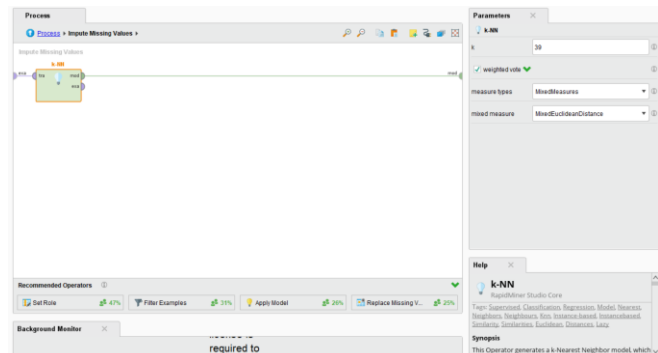 Process
Process ▸ Impute Missing Values ▸
Impute Missing Values
k-NN
exa tra mod mod
exa
Recommended Operators
Set Role 47%
Filter Examples 31%
Apply Model 26%
Replace Missing V... 25%
Background Monitor
required to
Parameters
k-NN
k 39
weighted vote
measure types MixedMeasures
mixed measure MixedEuclideanDistance
Help
k-NN
RapidMiner Studio Core
Tags: Supervised, Classification, Regression, Model, Nearest,
Neighbors, Neighbours, Knn, Instance based, Instancebased,
Similarity, Similarities, Euclidean, Distances, Lazy
Synopsis
This Operator generates a k-Nearest Neighbor model, which